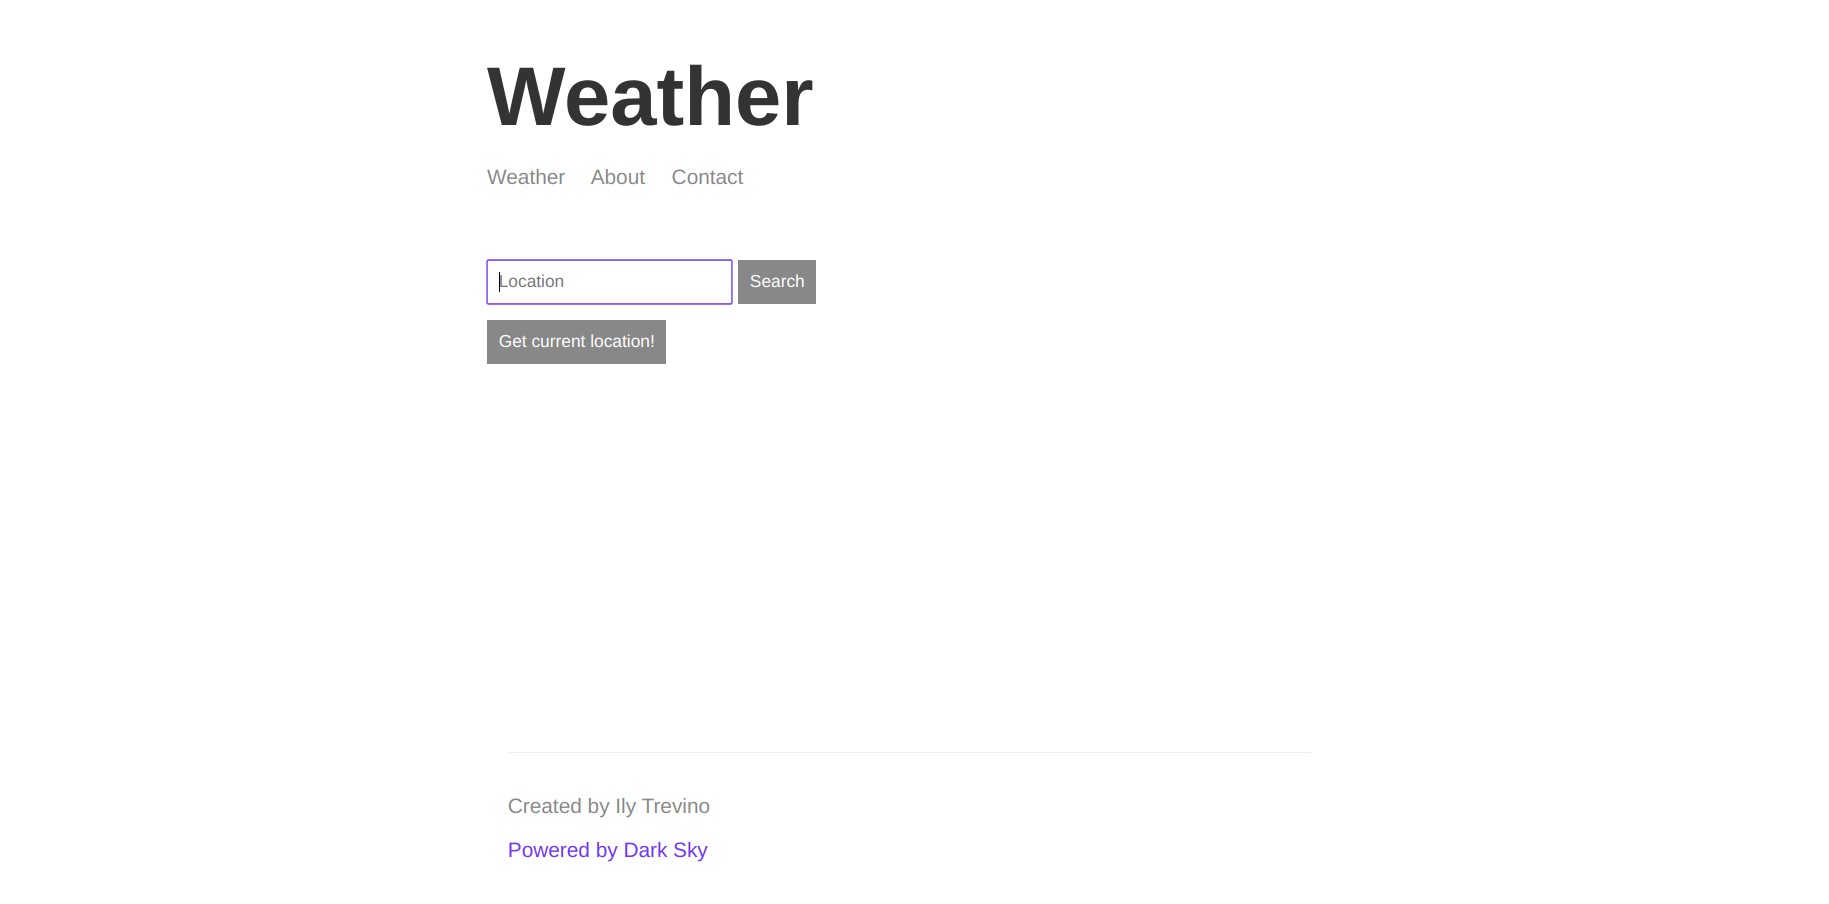 Weather
Weather About Contact
Location Search
Get current location!
Created by Ily Trevino
Powered by Dark Sky